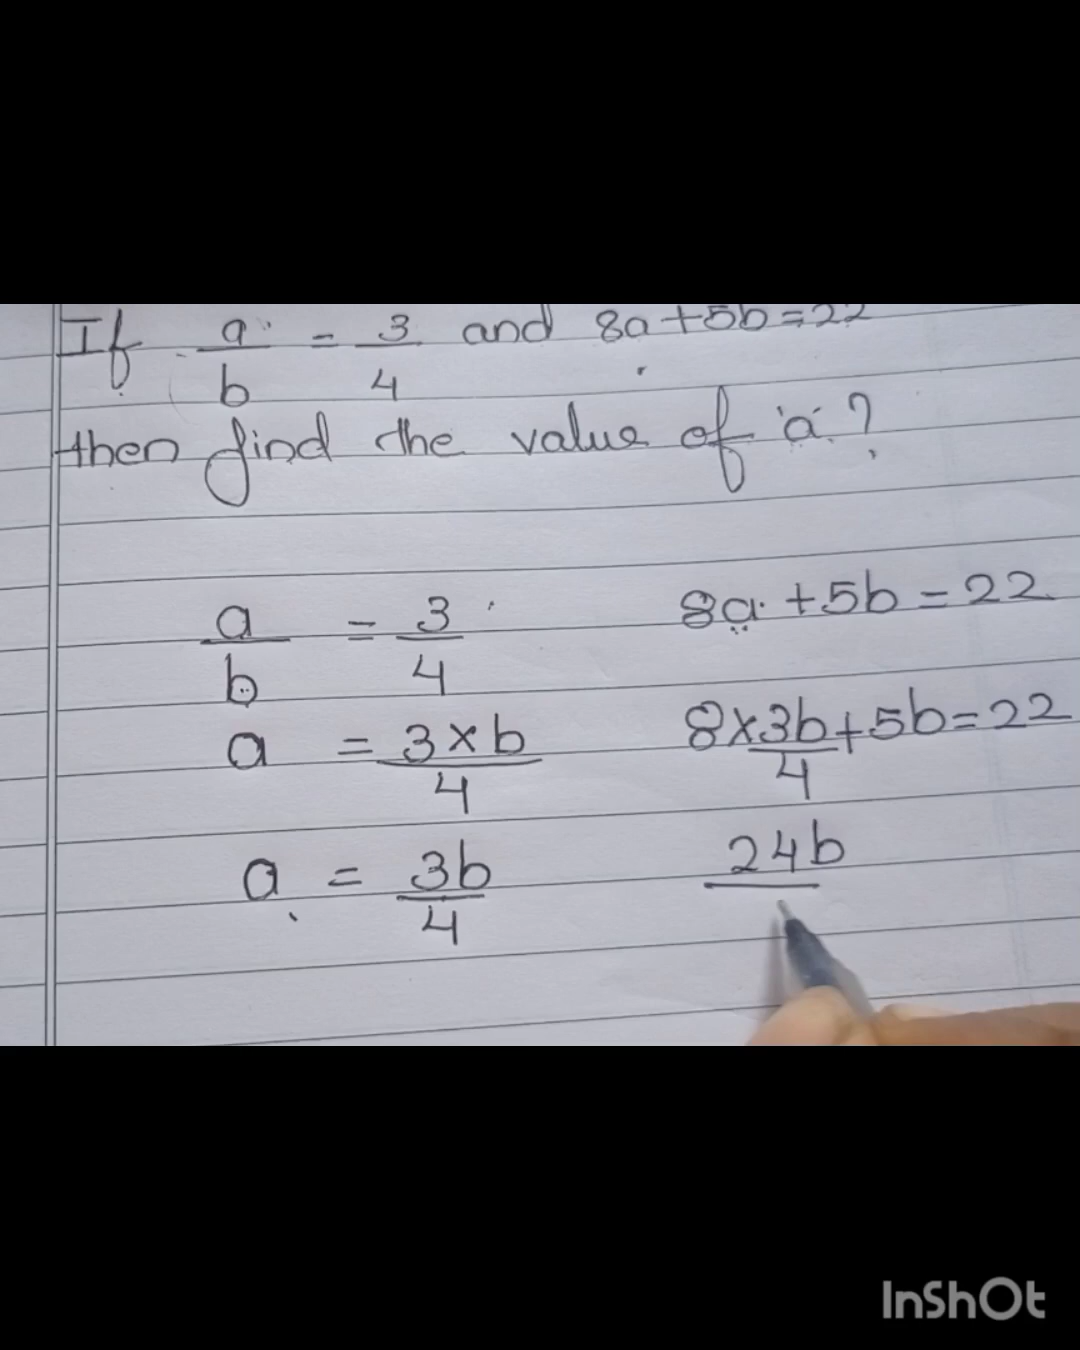 If a/b = 3/4 and 8a+5b=22
then find the value of 'a'?
a/b = 3/4
8a+5b=22
a = 3×b/4
8×3b/4+5b=22
a = 3b/4
24b
InShOt